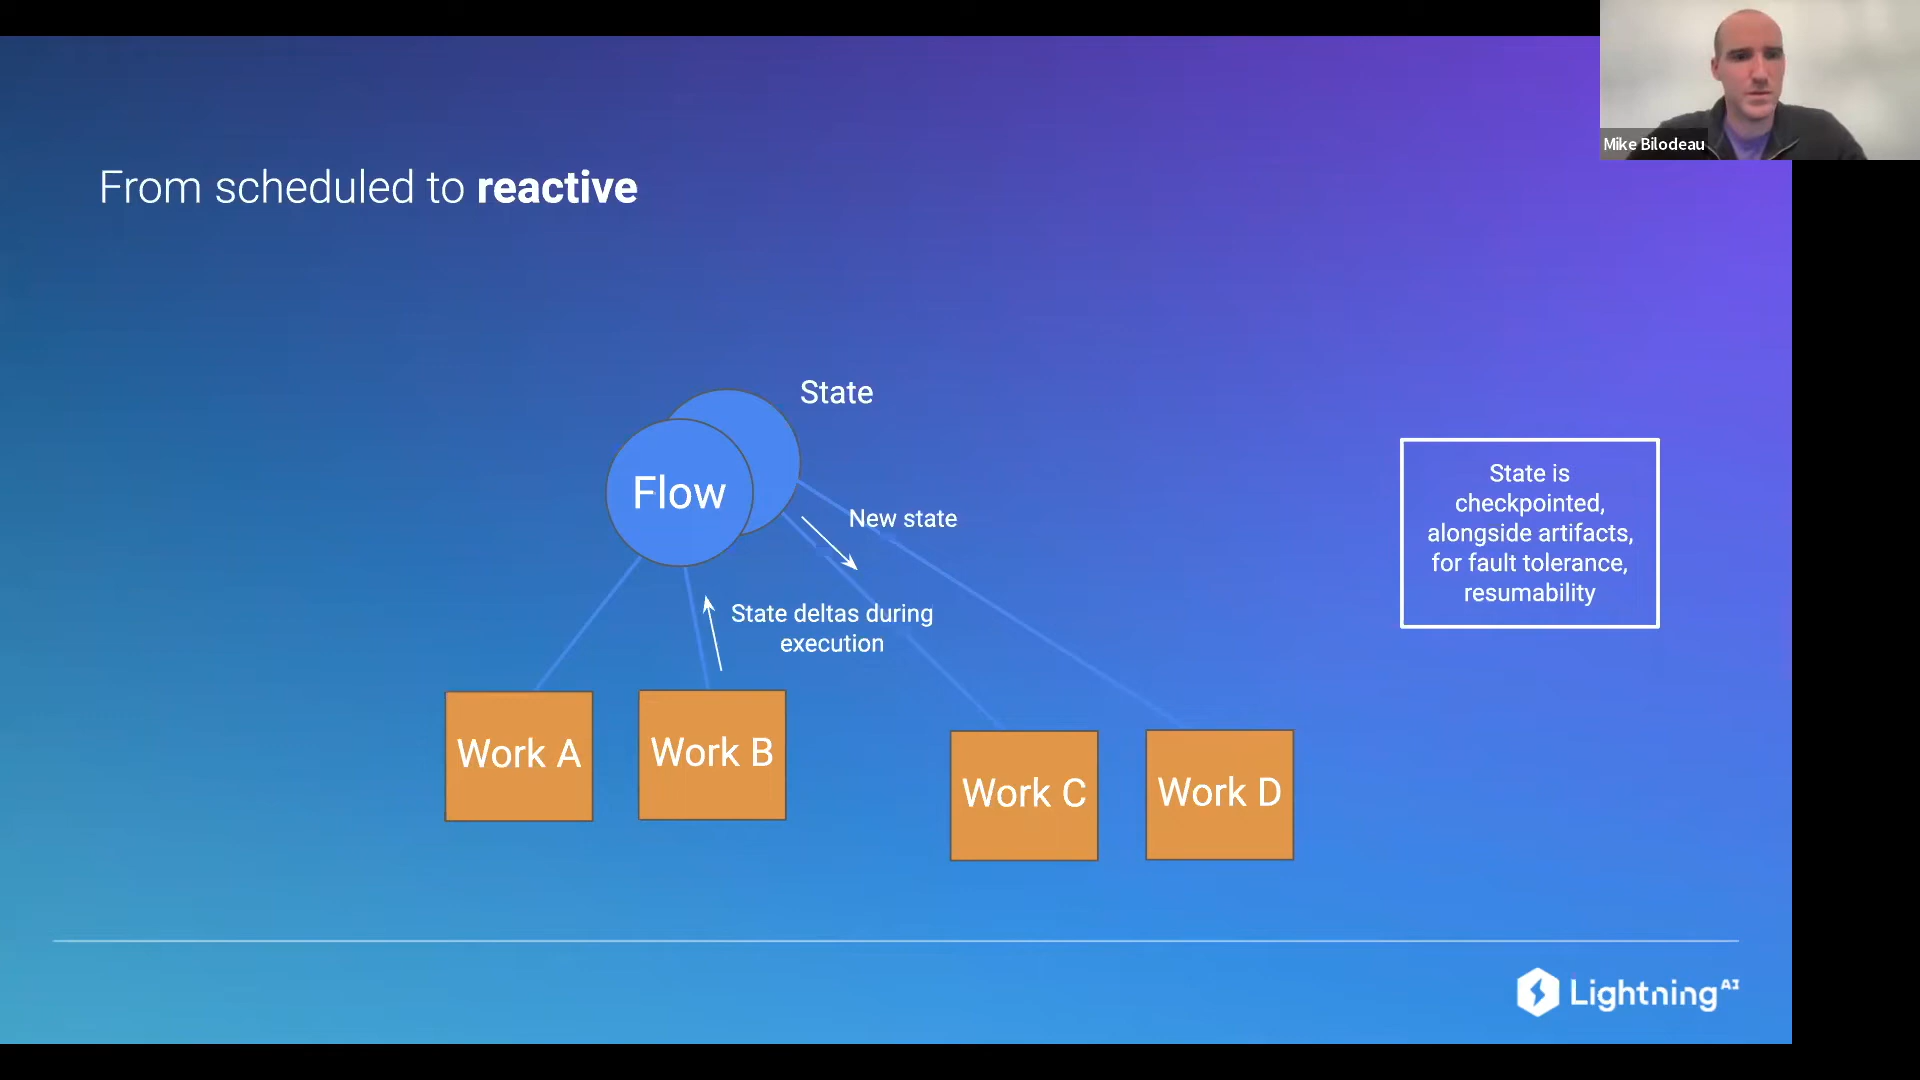 Mike Bilodeau
From scheduled to reactive
State
Flow
New state
State is
checkpointed,
alongside artifacts,
for fault tolerance,
resumability
State deltas during
execution
Work A
Work B
Work C
Work D
Lightning AI